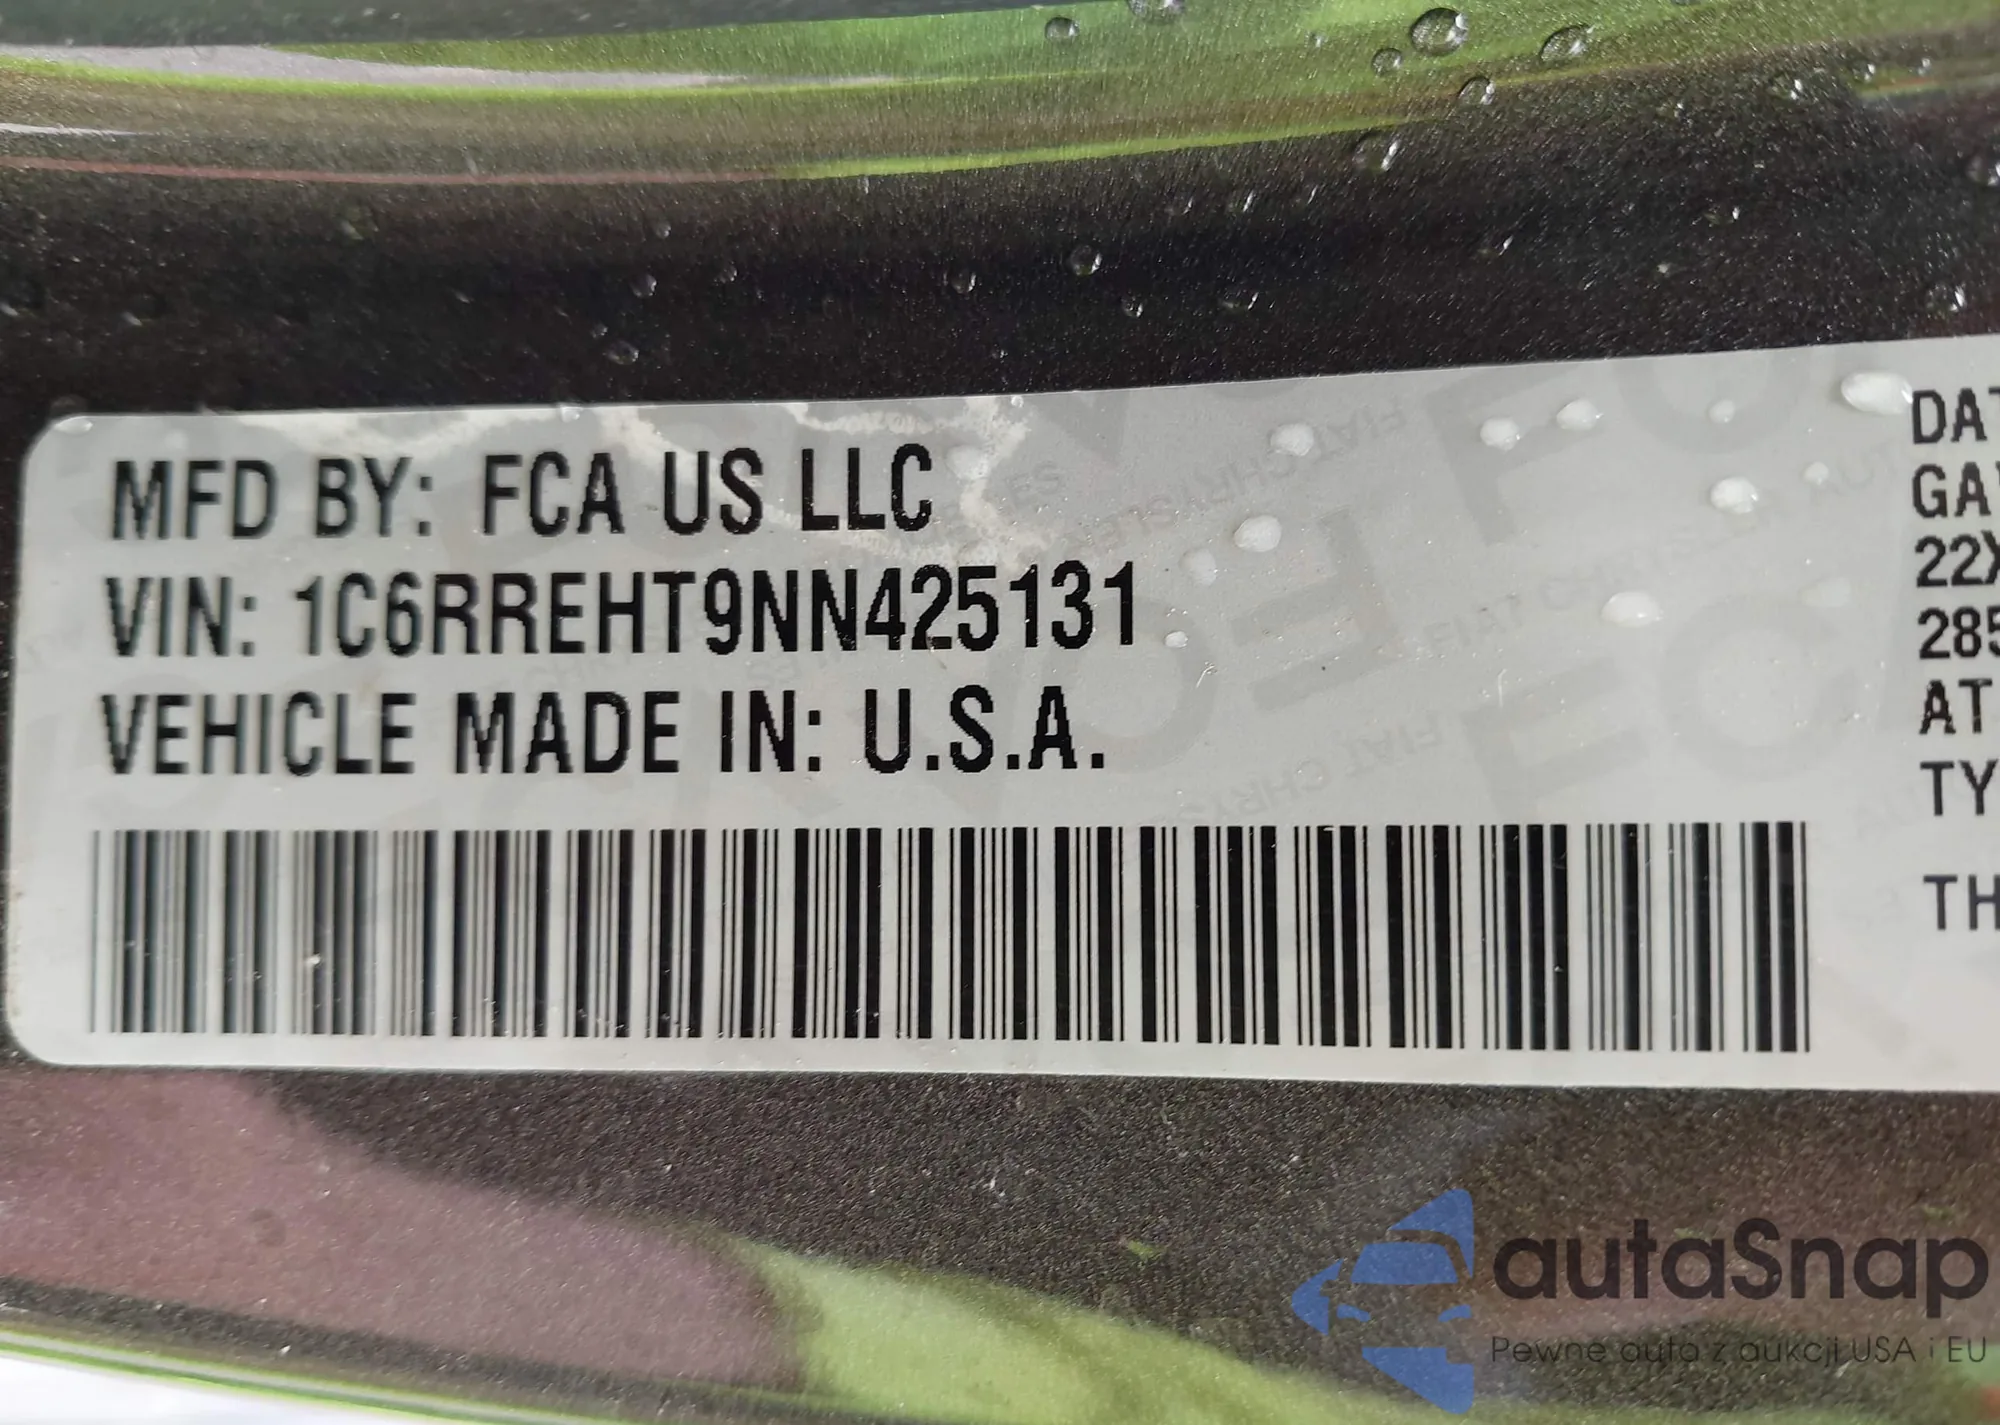 MFD BY: FCA US LLC
VIN: 1C6RREHT9NN425131
VEHICLE MADE IN: U.S.A.
DAT
GA
22X
285
AT
TY
TH
autaSnap
Pewne auta z aukcji USA i EU